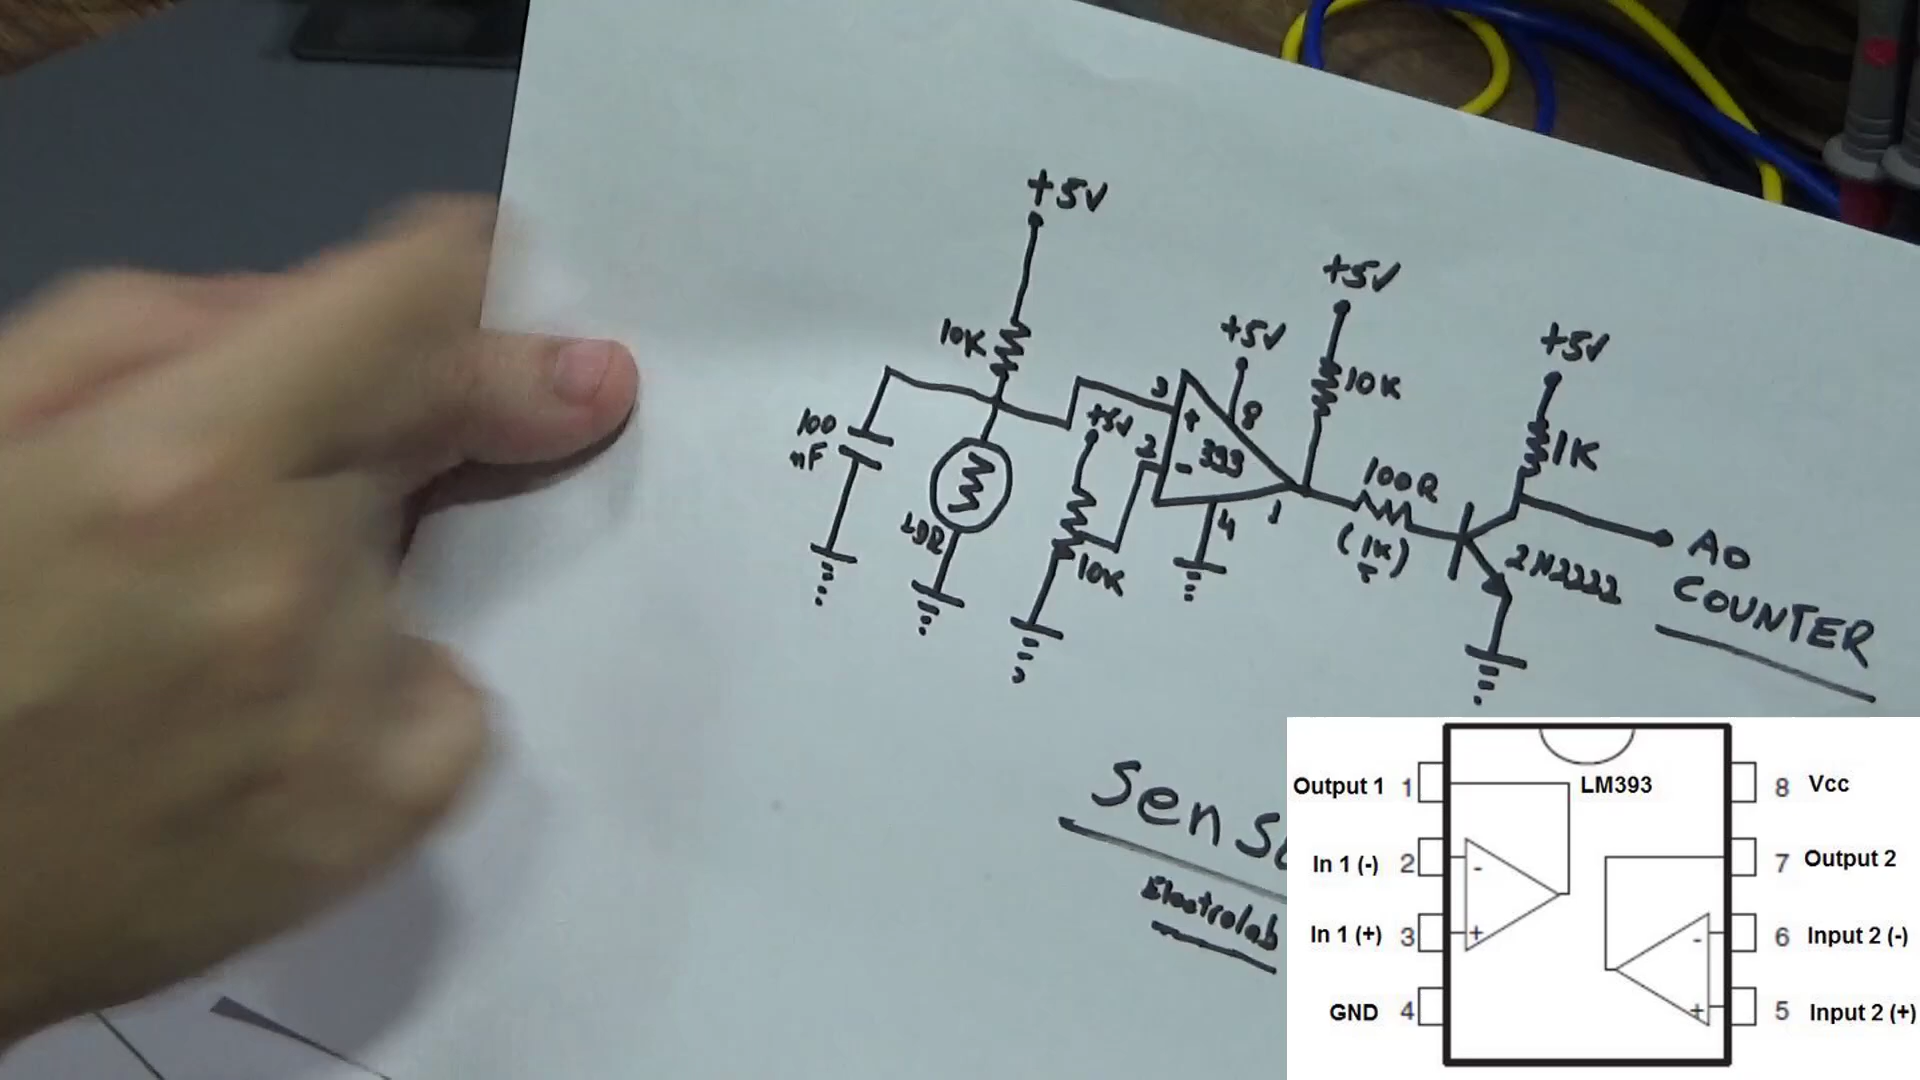 +5V
+5V
+5V
+5V
10K
10K
3
+
8
+5V
2
-
393
100
nF
1K
100R
LDR
4
1
(1K)
10K
2N2222
AO
COUNTER
Electrolab
Output 1 1
LM393
8 Vcc
In 1 (-) 2
-
7 Output 2
In 1 (+) 3
+
-
6 Input 2 (-)
GND 4
+
5 Input 2 (+)